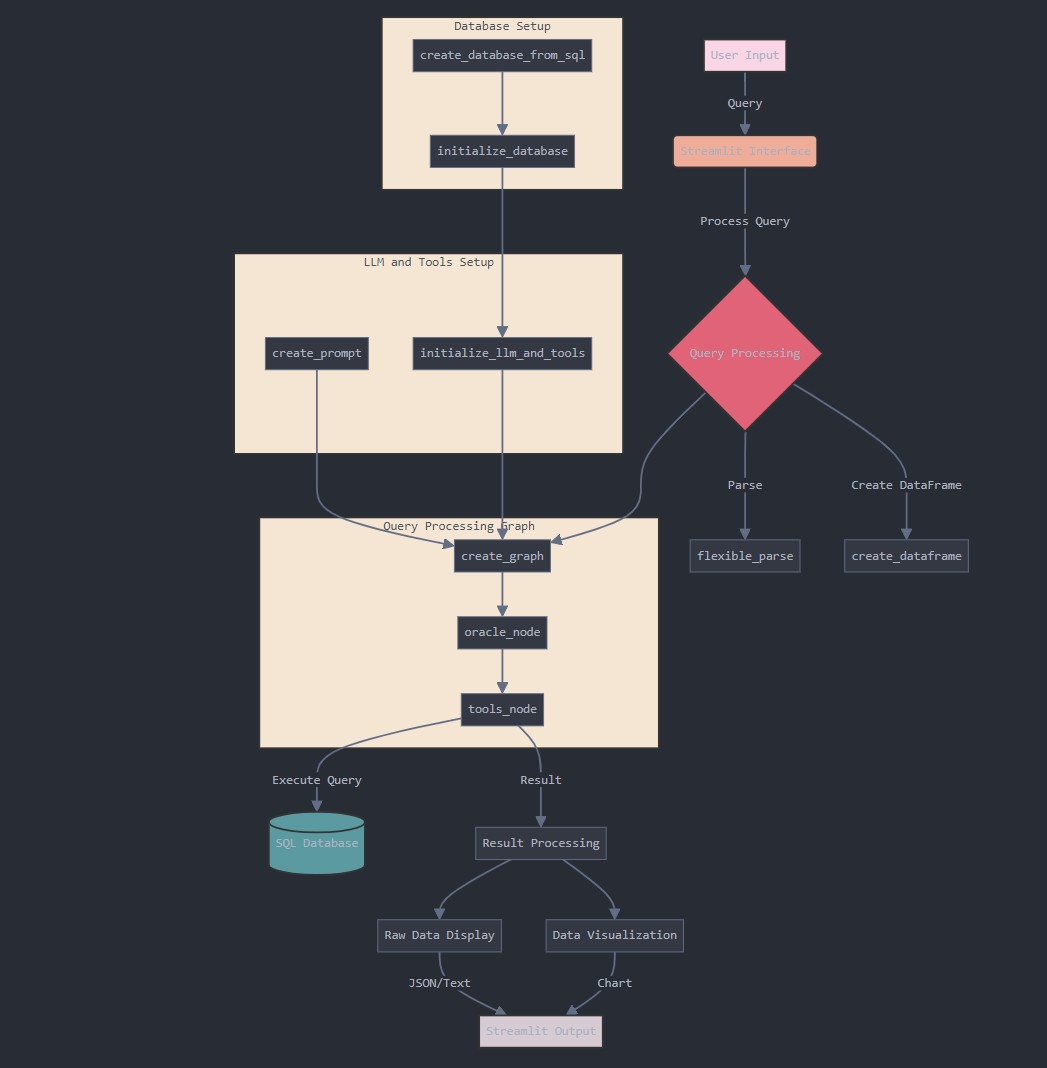 Database Setup
create_database_from_sql
User Input
Query
initialize_database
Streamlit Interface
Process Query
LLM and Tools Setup
create_prompt
initialize_llm_and_tools
Query Processing
Parse
Create DataFrame
Query Processing Graph
create_graph
flexible_parse
create_dataframe
oracle_node
tools_node
Execute Query
Result
SQL Database
Result Processing
Raw Data Display
Data Visualization
JSON/Text
Chart
Streamlit Output